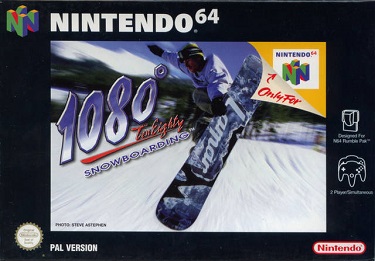 NINTENDO 64
NINTENDO 64
Only For
1080°
TenEighty
SNOWBOARDING
Designed For
N64 Rumble Pak™
2 Player/Simultaneous
PHOTO: STEVE ASTEPHEN
PAL VERSION
Nintendo